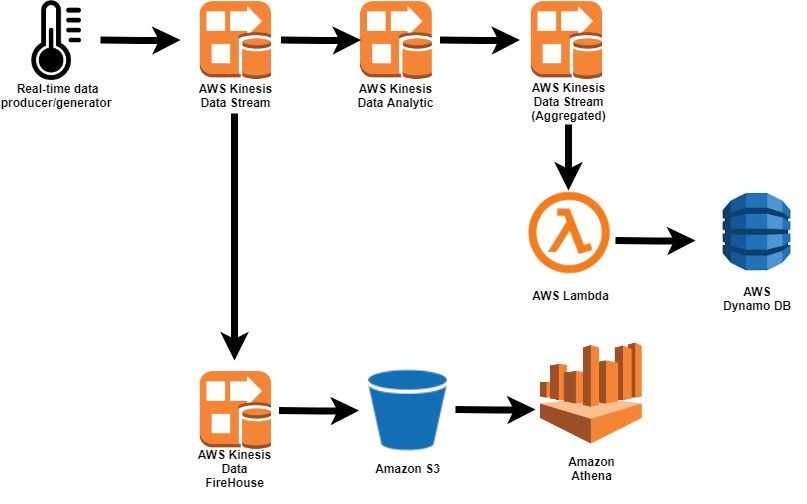 Real-time data
producer/generator
AWS Kinesis
Data Stream
AWS Kinesis
Data Analytic
AWS Kinesis
Data Stream
(Aggregated)
AWS Lambda
AWS
Dynamo DB
AWS Kinesis
Data
FireHouse
Amazon S3
Amazon
Athena